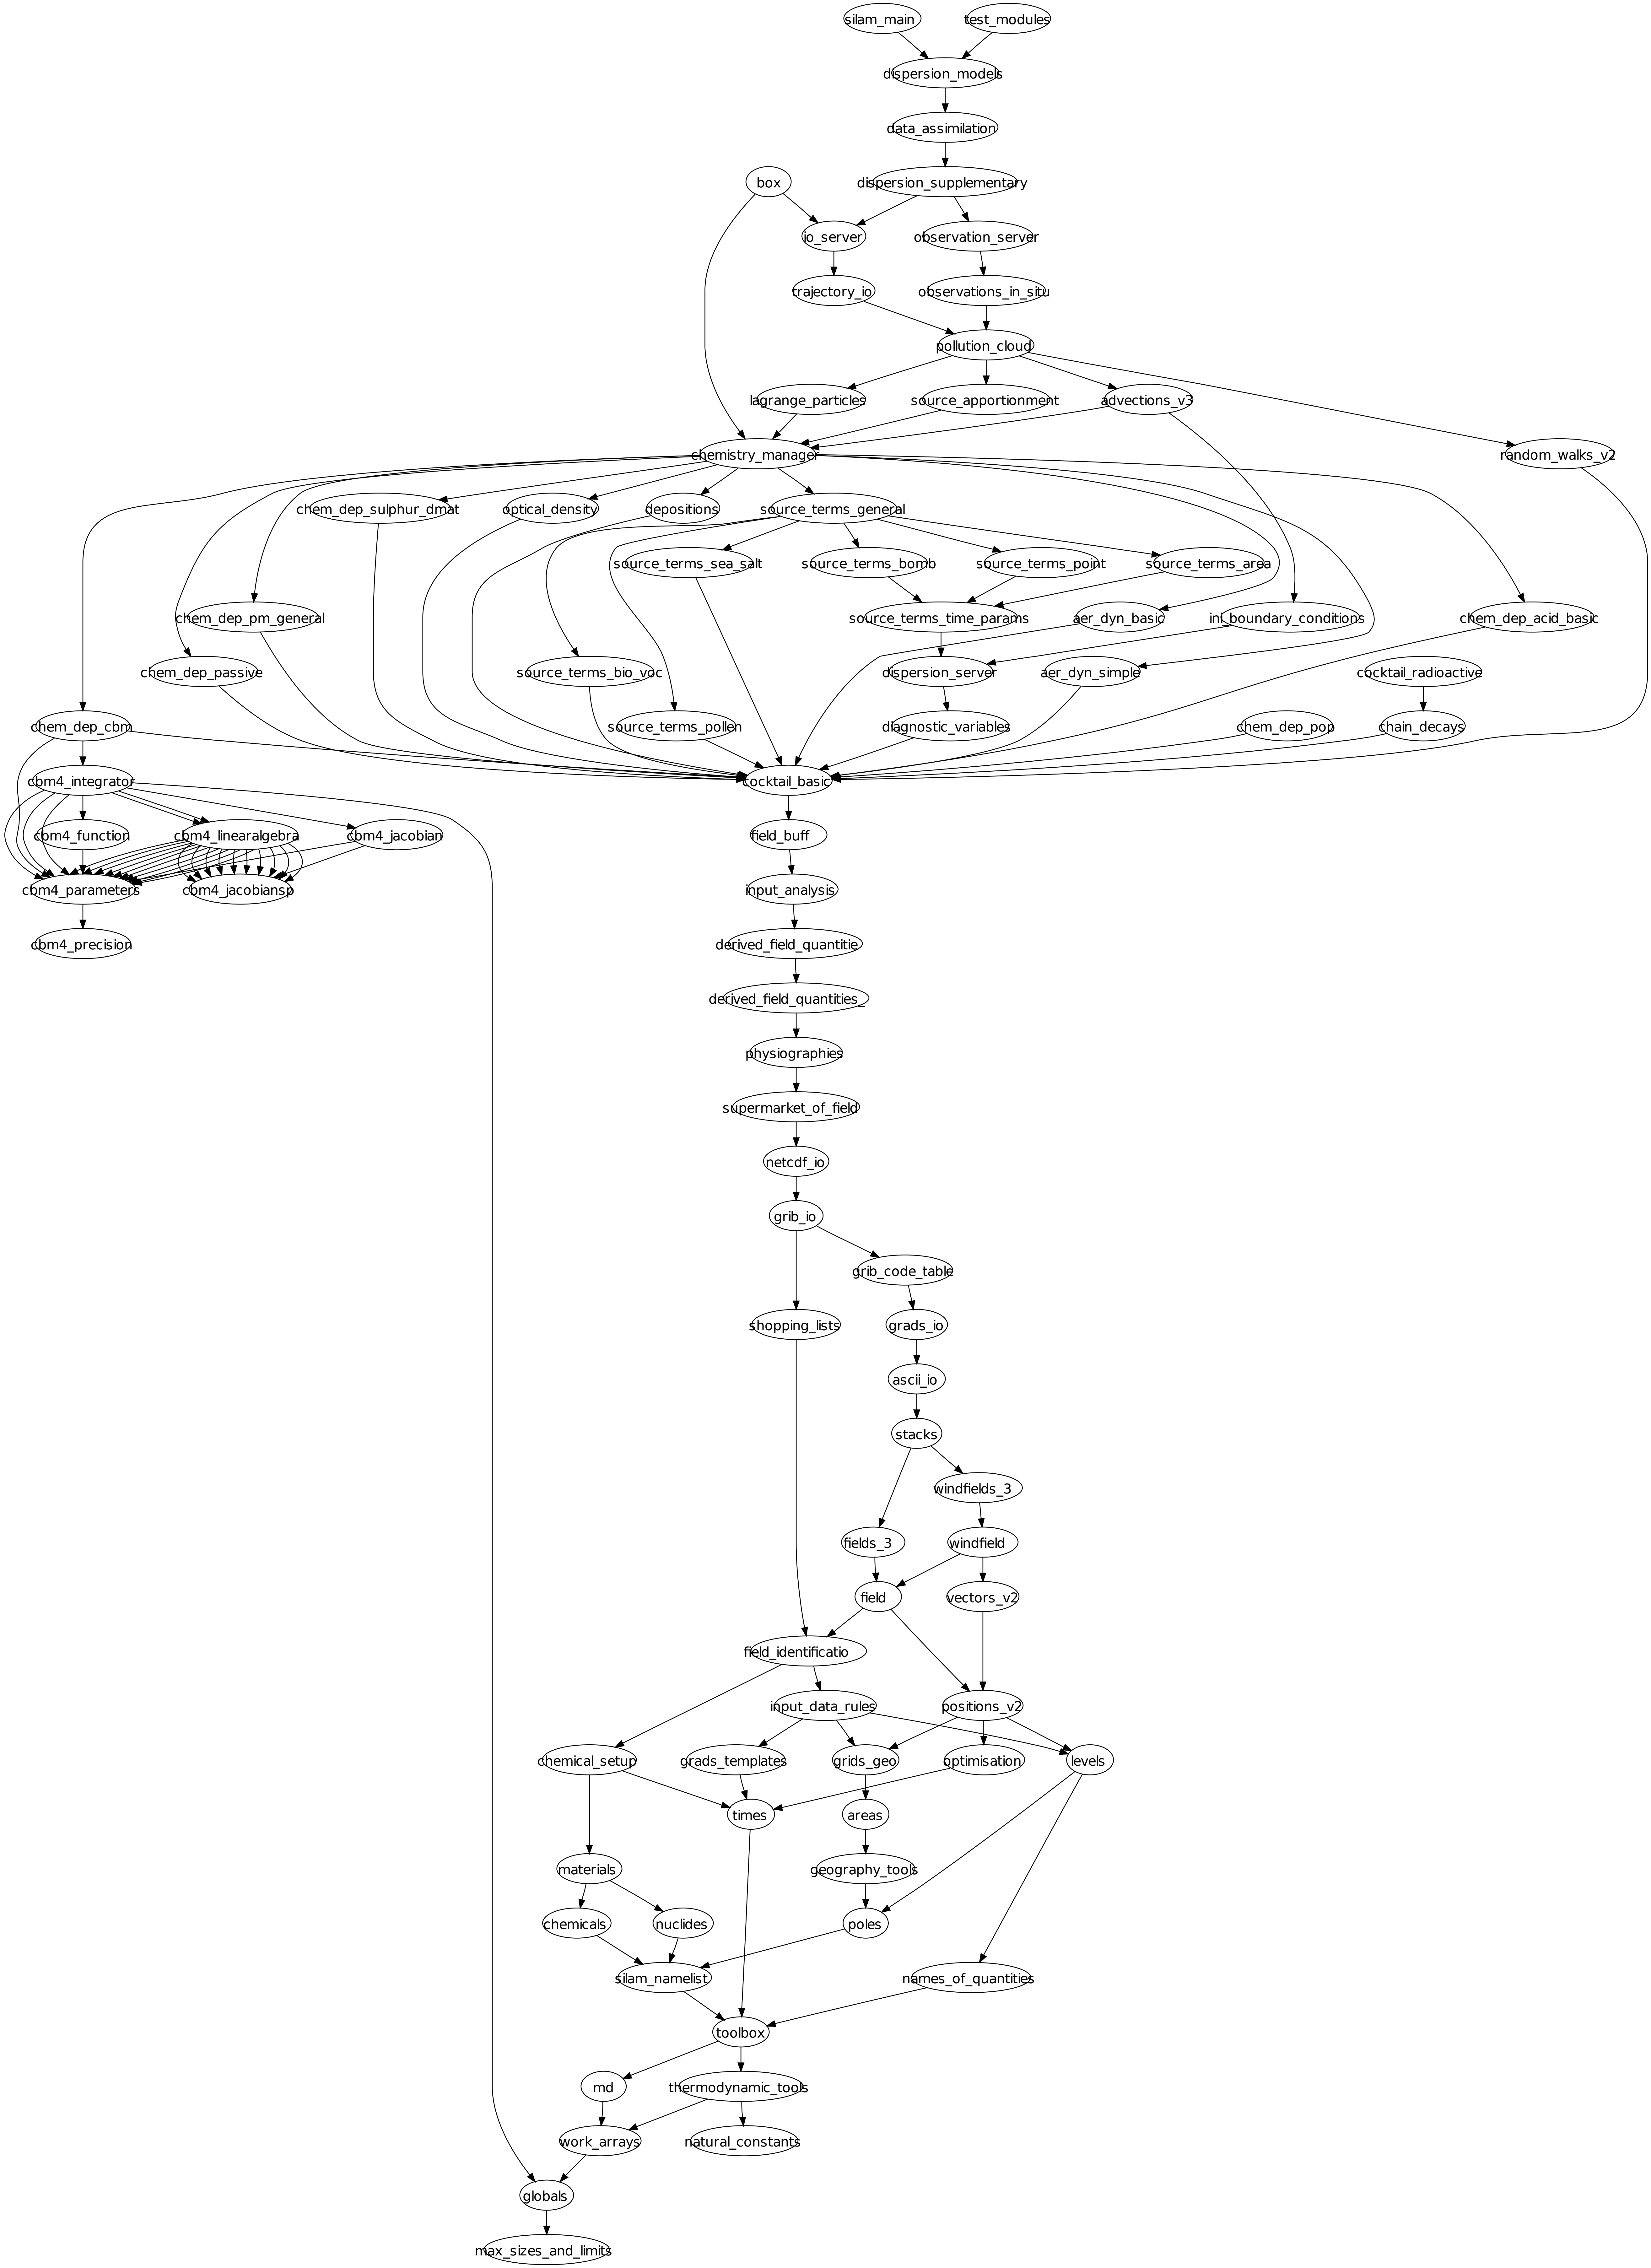 silam_main
test_modules
dispersion_models
data_assimilation
box
dispersion_supplementary
io_server
observation_server
trajectory_io
observations_in_situ
pollution_cloud
lagrange_particles
source_apportionment
advections_v3
chemistry_manager
random_walks_v2
chem_dep_sulphur_dmat
optical_density
depositions
source_terms_general
source_terms_sea_salt
source_terms_bomb
source_terms_point
source_terms_area
chem_dep_pm_general
source_terms_time_params
aer_dyn_basic
ini_boundary_conditions
chem_dep_acid_basic
chem_dep_passive
source_terms_bio_voc
dispersion_server
aer_dyn_simple
cocktail_radioactive
chem_dep_cbm
source_terms_pollen
diagnostic_variables
chem_dep_pop
chain_decays
cbm4_integrator
cocktail_basic
cbm4_function
cbm4_linearalgebra
cbm4_jacobian
field_buff
cbm4_parameters
cbm4_jacobiansp
input_analysis
cbm4_precision
derived_field_quantitie
derived_field_quantities_
physiographies
supermarket_of_field
netcdf_io
grib_io
grib_code_table
shopping_lists
grads_io
ascii_io
stacks
windfields_3
fields_3
windfield
field
vectors_v2
field_identificatio
input_data_rules
positions_v2
chemical_setup
grads_templates
grids_geo
optimisation
levels
times
areas
materials
geography_tools
chemicals
nuclides
poles
silam_namelist
names_of_quantities
toolbox
md
thermodynamic_tools
work_arrays
natural_constants
globals
max_sizes_and_limits